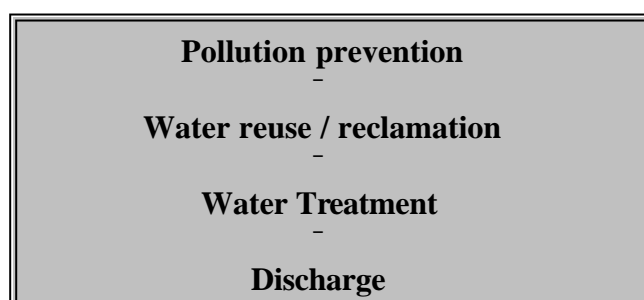 Pollution prevention
–
Water reuse / reclamation
–
Water Treatment
–
Discharge